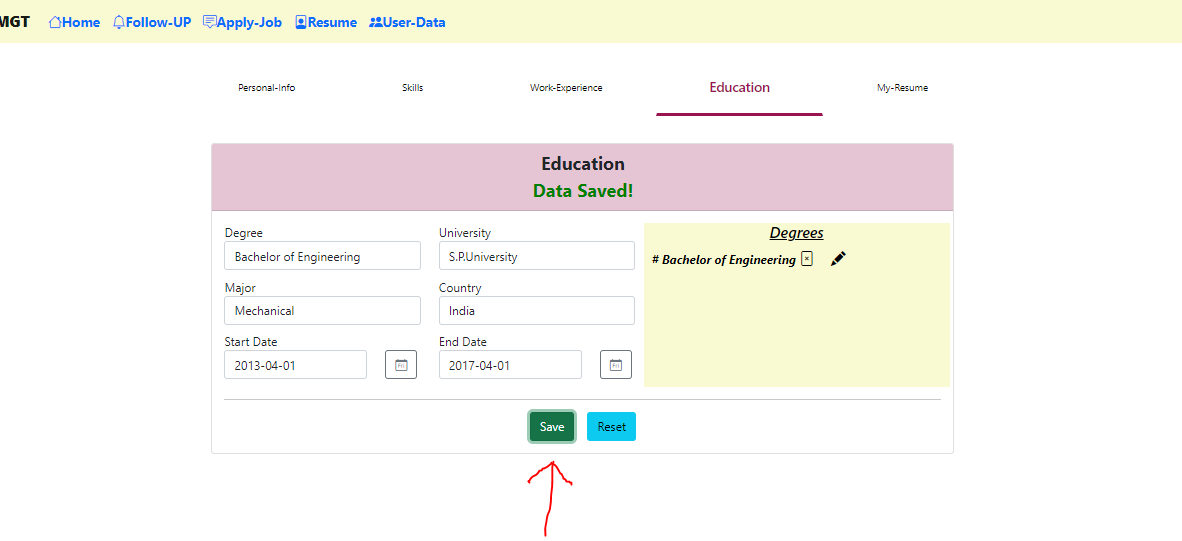 MGT Home Follow-UP Apply-Job Resume User-Data
Personal-Info Skills Work-Experience Education My-Resume
Education
Data Saved!
Degree University
Bachelor of Engineering S.P.University
Major Country
Mechanical India
Start Date End Date
2013-04-01 2017-04-01
Degrees
# Bachelor of Engineering
Save Reset